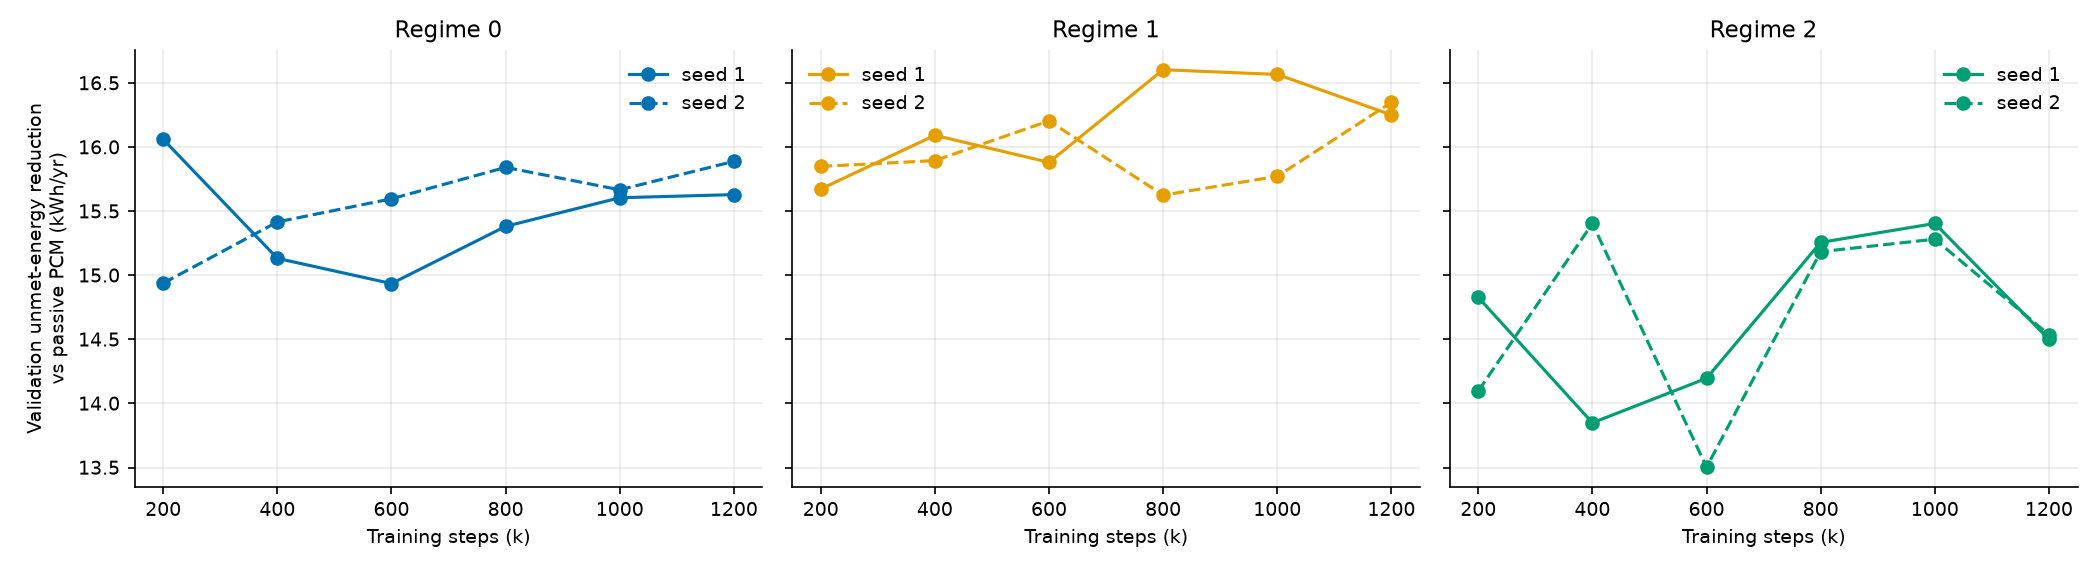 Regime 0
Regime 1
Regime 2
Validation unmet-energy reduction
vs passive PCM (kWh/yr)
16.5
16.0
15.5
15.0
14.5
14.0
13.5
seed 1
seed 2
seed 1
seed 2
seed 1
seed 2
200 400 600 800 1000 1200
200 400 600 800 1000 1200
200 400 600 800 1000 1200
Training steps (k)
Training steps (k)
Training steps (k)